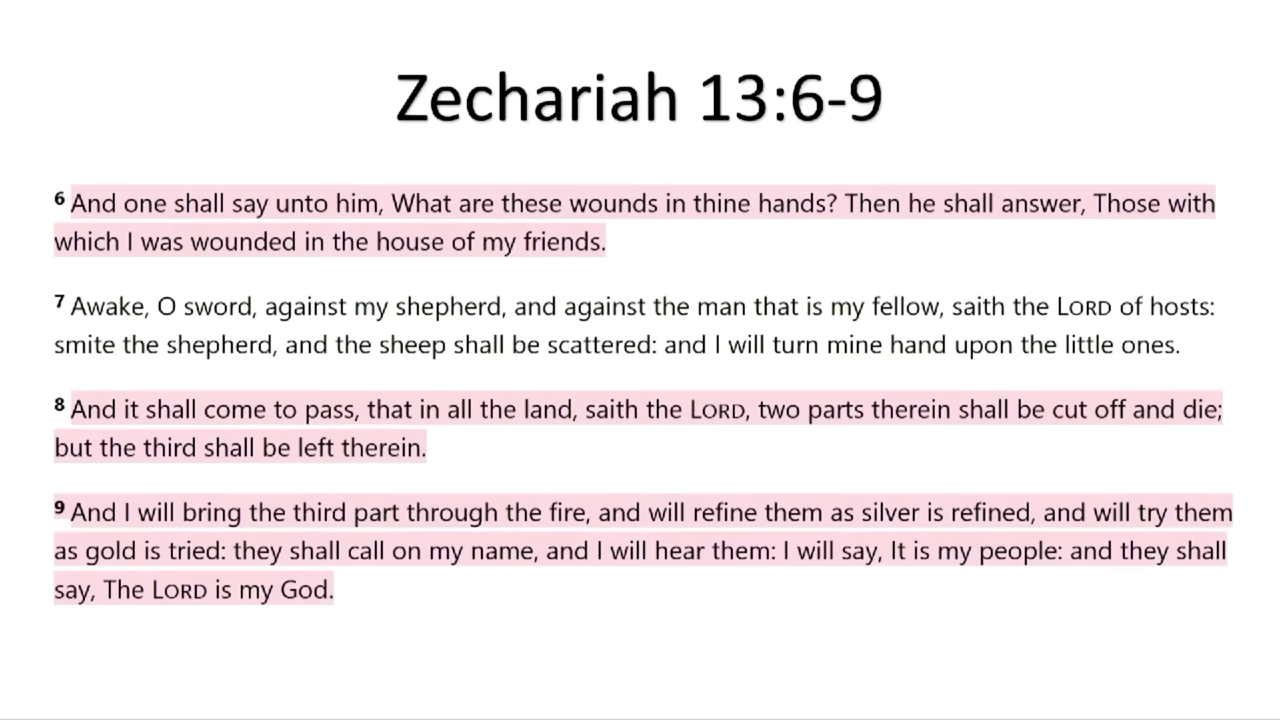 Zechariah 13:6-9
6 And one shall say unto him, What are these wounds in thine hands? Then he shall answer, Those with
which I was wounded in the house of my friends.
7 Awake, O sword, against my shepherd, and against the man that is my fellow, saith the LORD of hosts:
smite the shepherd, and the sheep shall be scattered: and I will turn mine hand upon the little ones.
8 And it shall come to pass, that in all the land, saith the LORD, two parts therein shall be cut off and die;
but the third shall be left therein.
9 And I will bring the third part through the fire, and will refine them as silver is refined, and will try them
as gold is tried: they shall call on my name, and I will hear them: I will say, It is my people: and they shall
say, The LORD is my God.